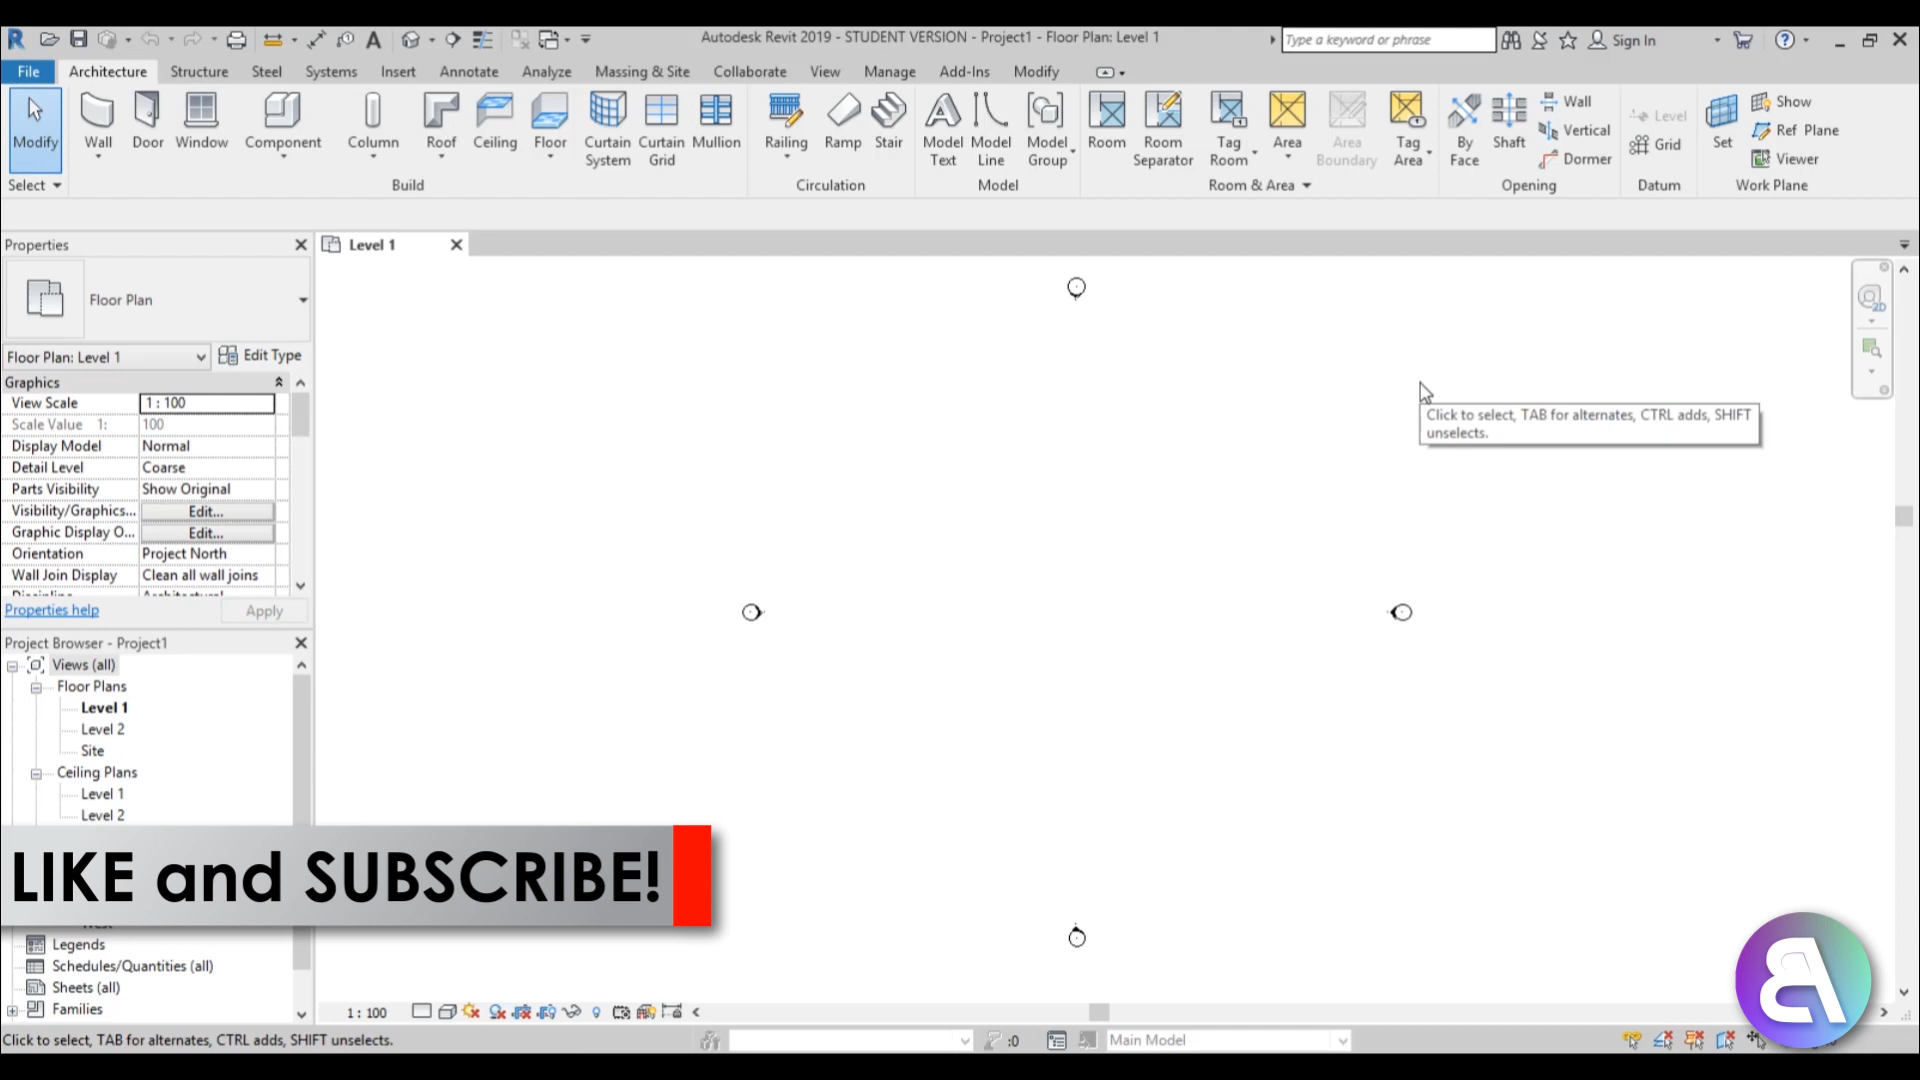 Autodesk Revit 2019 - STUDENT VERSION - Project1 - Floor Plan: Level 1
Type a keyword or phrase
Sign In
File Architecture Structure Steel Systems Insert Annotate Analyze Massing & Site Collaborate View Manage Add-Ins Modify
Modify Wall Door Window Component Column Roof Ceiling Floor Curtain System Curtain Grid Mullion Railing Ramp Stair Model Text Model Line Model Group Room Room Separator Tag Room Area Area Boundary Tag Area By Face Shaft Wall Vertical Dormer Level Grid Set Show Ref Plane Viewer
Select Build Circulation Model Room & Area Opening Datum Work Plane
Properties
Level 1
Floor Plan
Floor Plan: Level 1 Edit Type
Graphics
View Scale 1 : 100
Scale Value 1: 100
Display Model Normal
Detail Level Coarse
Parts Visibility Show Original
Visibility/Graphics... Edit...
Graphic Display O... Edit...
Orientation Project North
Wall Join Display Clean all wall joins
Properties help Apply
Click to select, TAB for alternates, CTRL adds, SHIFT
unselects.
2D
Project Browser - Project1
Views (all)
Floor Plans
Level 1
Level 2
Site
Ceiling Plans
Level 1
Level 2
LIKE and SUBSCRIBE!
Legends
Schedules/Quantities (all)
Sheets (all)
Families
1 : 100
Click to select, TAB for alternates, CTRL adds, SHIFT unselects.
:0
Main Model